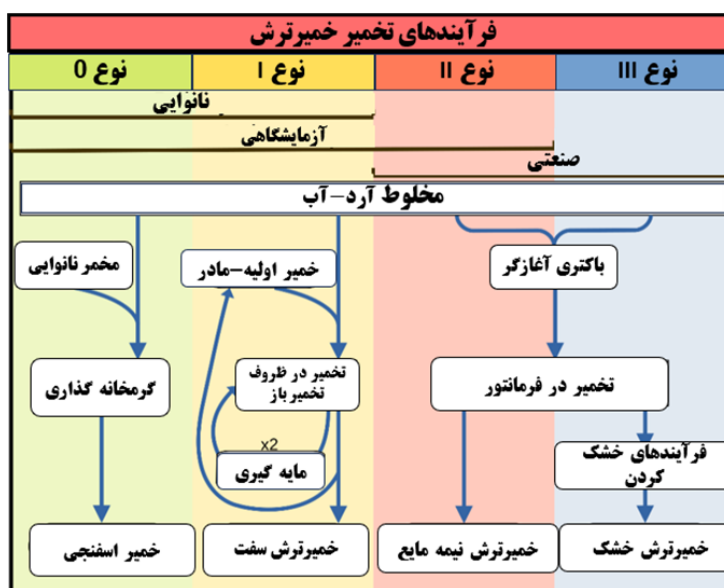 فرآیندهای تخمیر خمیرترش
نوع 0
نوع I
نوع II
نوع III
نانوایی
آزمایشگاهی
صنعتی
مخلوط آرد-آب
مخمر نانوایی
خمیر اولیه-مادر
باکتری آغازگر
گرمخانه گذاری
تخمیر در ظروف
تخمیر باز
تخمیر در فرمانتور
x2
مایه گیری
فرآیندهای خشک
کردن
خمیر اسفنجی
خمیرترش سفت
خمیرترش نیمه مایع
خمیرترش خشک